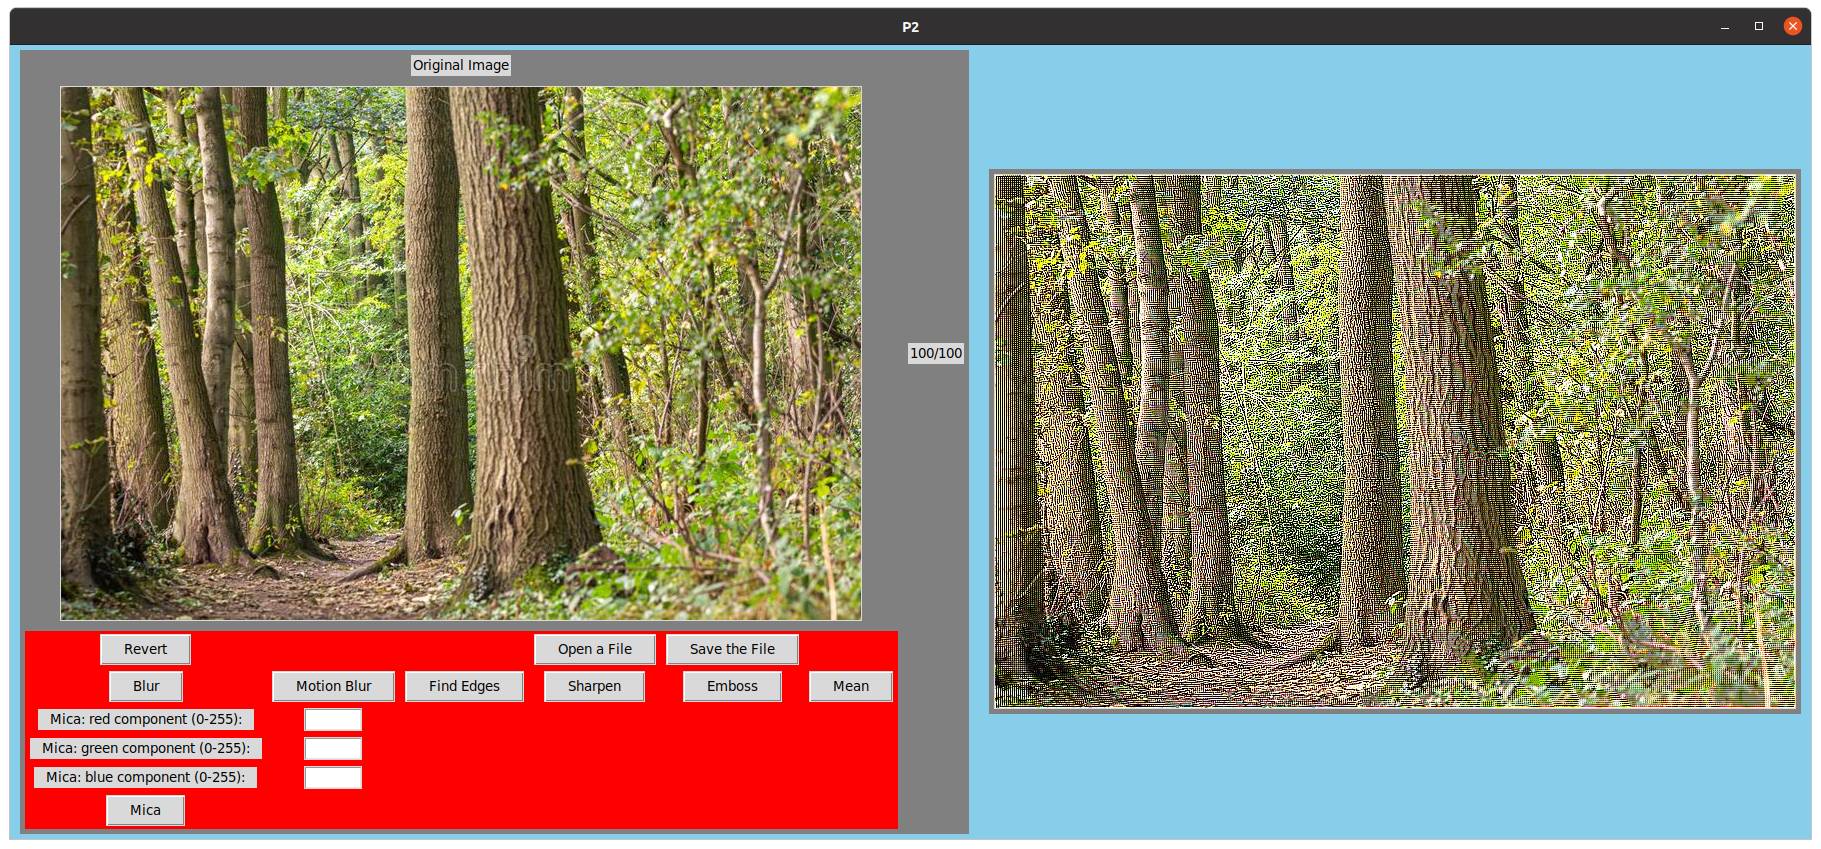 P2
Original Image
100/100
Revert
Open a File
Save the File
Blur
Motion Blur
Find Edges
Sharpen
Emboss
Mean
Mica: red component (0-255):
Mica: green component (0-255):
Mica: blue component (0-255):
Mica